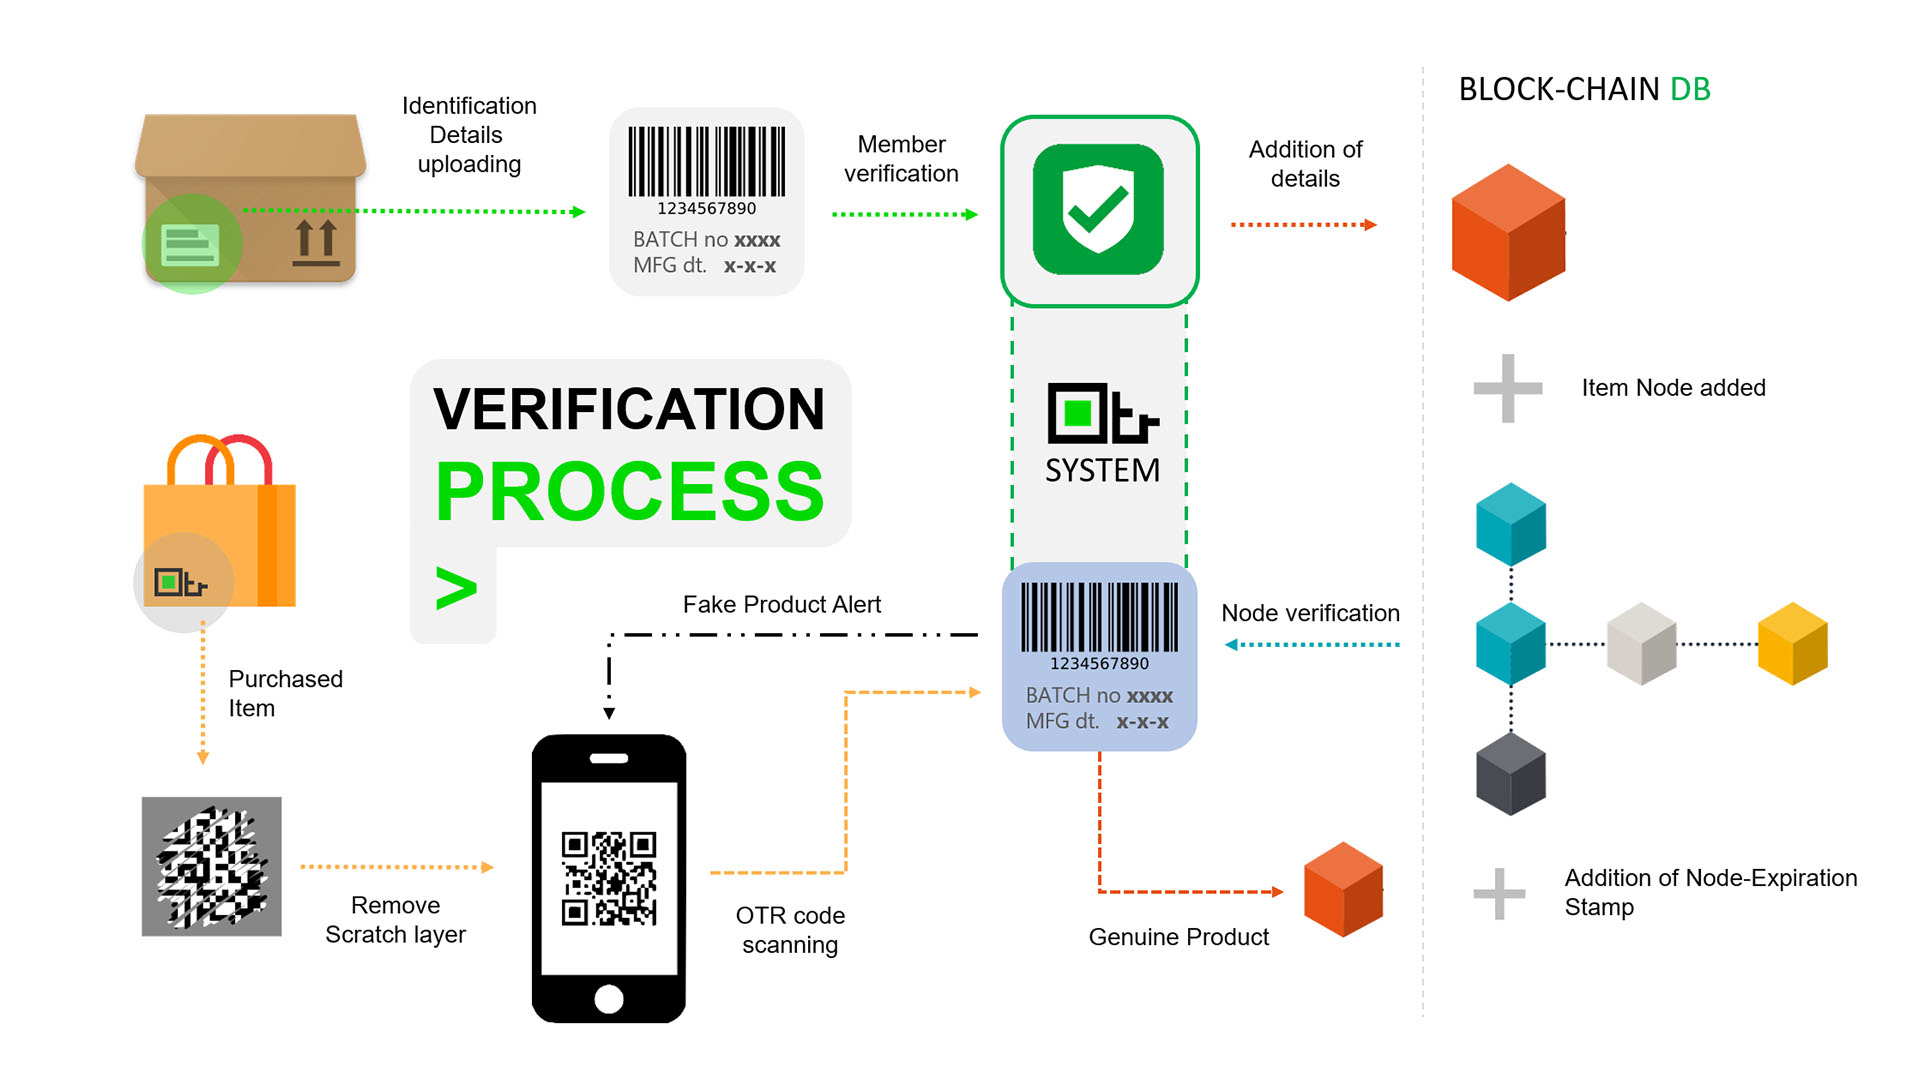 Identification
Details
uploading
1234567890
BATCH no xxxx
MFG dt. x-x-x
Member
verification
Addition of
details
BLOCK-CHAIN DB
Item Node added
VERIFICATION
PROCESS
>
Otr
SYSTEM
Otr
Purchased
Item
Remove
Scratch layer
Fake Product Alert
OTR code
scanning
1234567890
BATCH no xxxx
MFG dt. x-x-x
Node verification
Genuine Product
Addition of Node-Expiration
Stamp